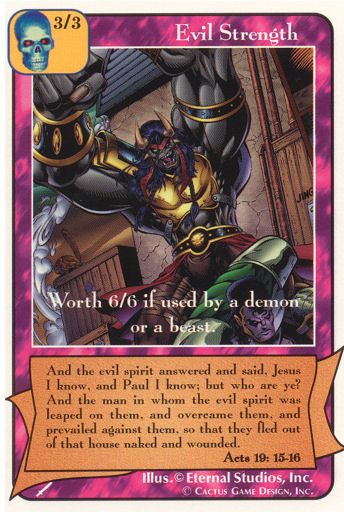 3/3
Evil Strength
Worth 6/6 if used by a demon
or a beast.
And the evil spirit answered and said, Jesus
I know, and Paul I know; but who are ye?
And the man in whom the evil spirit was
leaped on them, and overcame them, and
prevailed against them, so that they fled out
of that house naked and wounded.
Acts 19: 15-16
Illus. © Eternal Studios, Inc.
© Cactus Game Design, Inc.